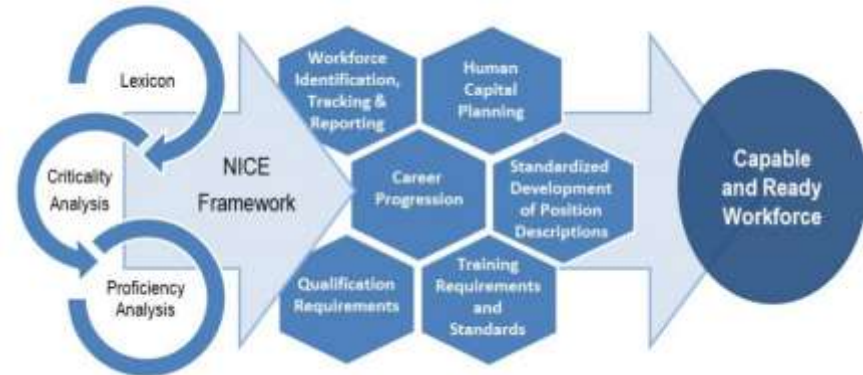 Lexicon
Criticality
Analysis
Proficiency
Analysis
NICE
Framework
Workforce
Identification,
Tracking &
Reporting
Human
Capital
Planning
Career
Progression
Standardized
Development
of Position
Descriptions
Qualification
Requirements
Training
Requirements
and
Standards
Capable
and Ready
Workforce